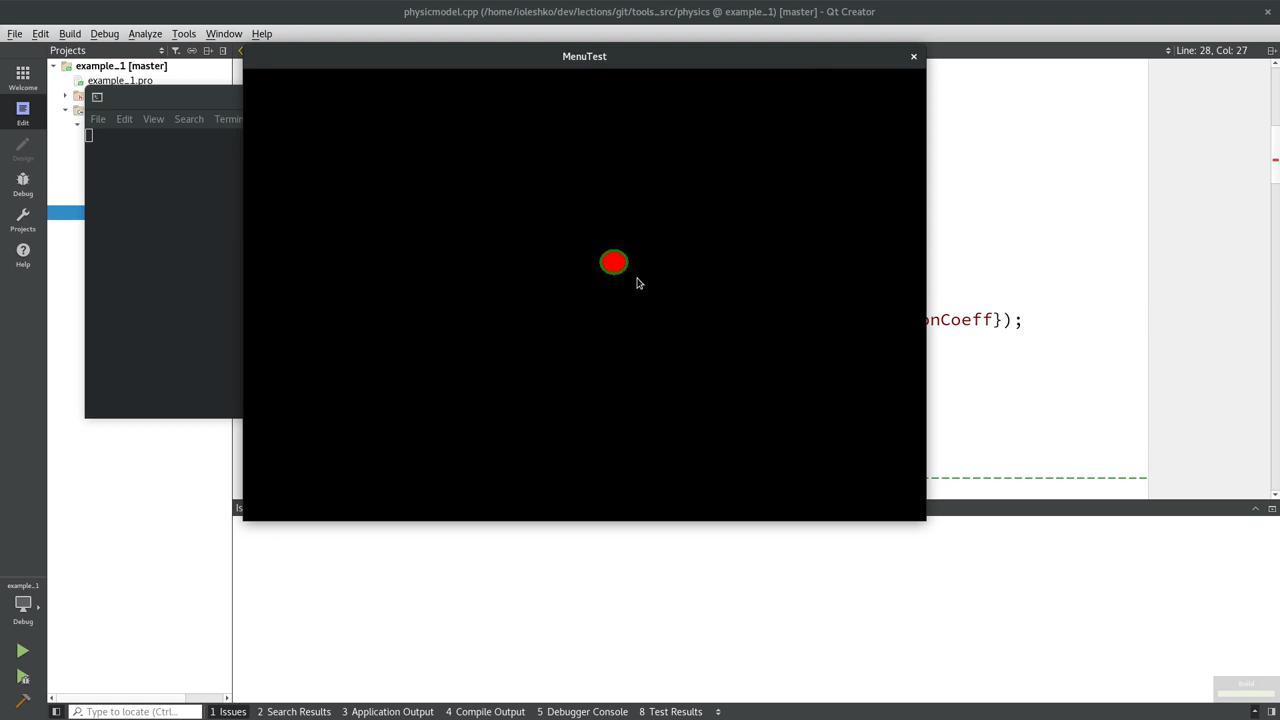 physicmodel.cpp (/home/ioleshko/dev/lections/git/tools_src/physics @ example_1) [master] - Qt Creator
File Edit Build Debug Analyze Tools Window Help
Projects
Line: 28, Col: 27
MenuTest
example_1 [master]
example_1.pro
Welcome
Edit
Design
Debug
Projects
Help
File Edit View Search Termin
onCoeff});
Is
example_1
Debug
Build
Type to locate (Ctrl...
1 Issues 2 Search Results 3 Application Output 4 Compile Output 5 Debugger Console 8 Test Results